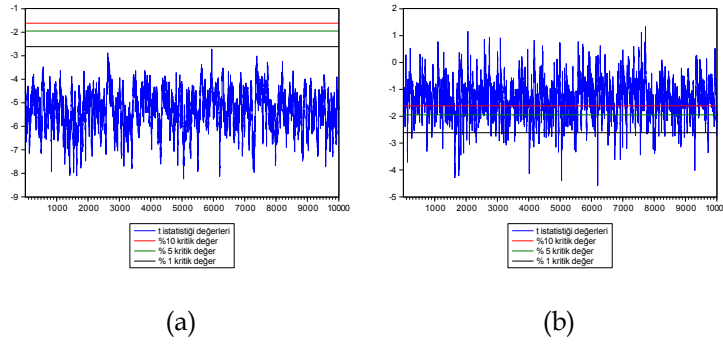 -1
-2
-3
-4
-5
-6
-7
-8
-9
1000 2000 3000 4000 5000 6000 7000 8000 9000 10000
t istatistiği değerleri
%10 kritik değer
% 5 kritik değer
% 1 kritik değer
(a)
2
1
0
-1
-2
-3
-4
-5
1000 2000 3000 4000 5000 6000 7000 8000 9000 10000
t istatistiği değerleri
%10 kritik değer
% 5 kritik değer
% 1 kritik değer
(b)